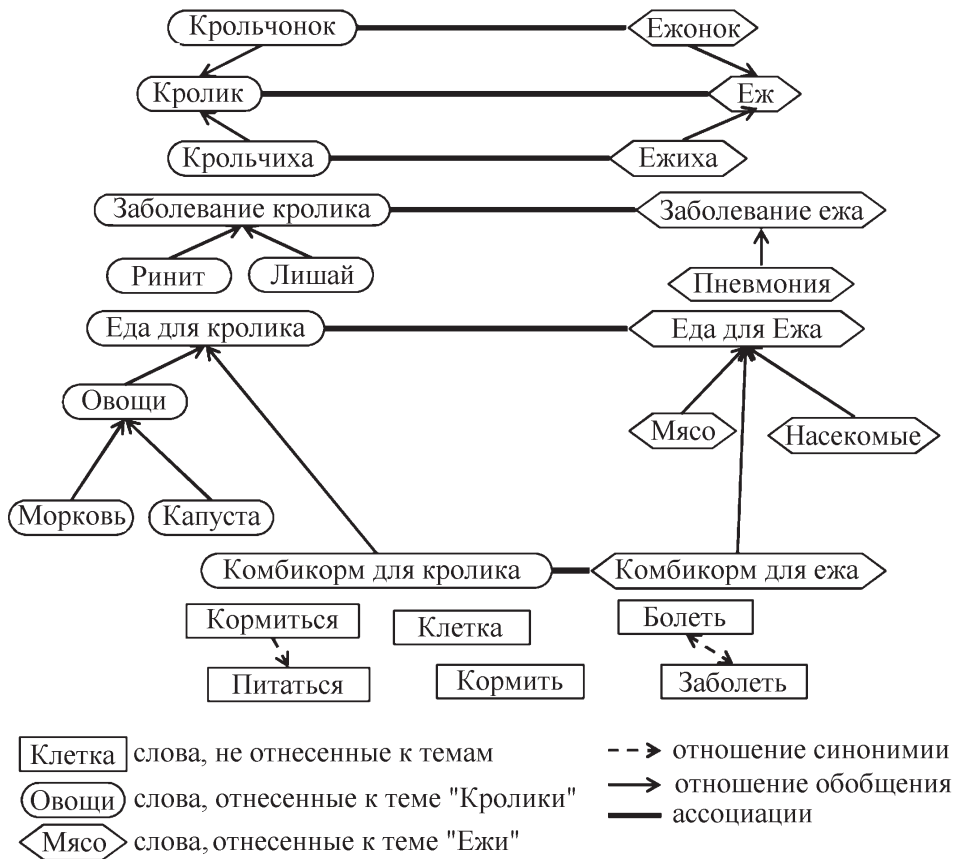 Крольчонок Ежонок
Кролик Еж
Крольчиха Ежиха
Заболевание кролика Заболевание ежа
Ринит Лишай Пневмония
Еда для кролика Еда для Ежа
Овощи Мясо Насекомые
Морковь Капуста
Комбикорм для кролика Комбикорм для ежа
Кормиться Клетка Болеть
Питаться Кормить Заболеть
Клетка слова, не отнесенные к темам
Овощи слова, отнесенные к теме "Кролики"
Мясо слова, отнесенные к теме "Ежи"
отношение синонимии
отношение обобщения
ассоциации